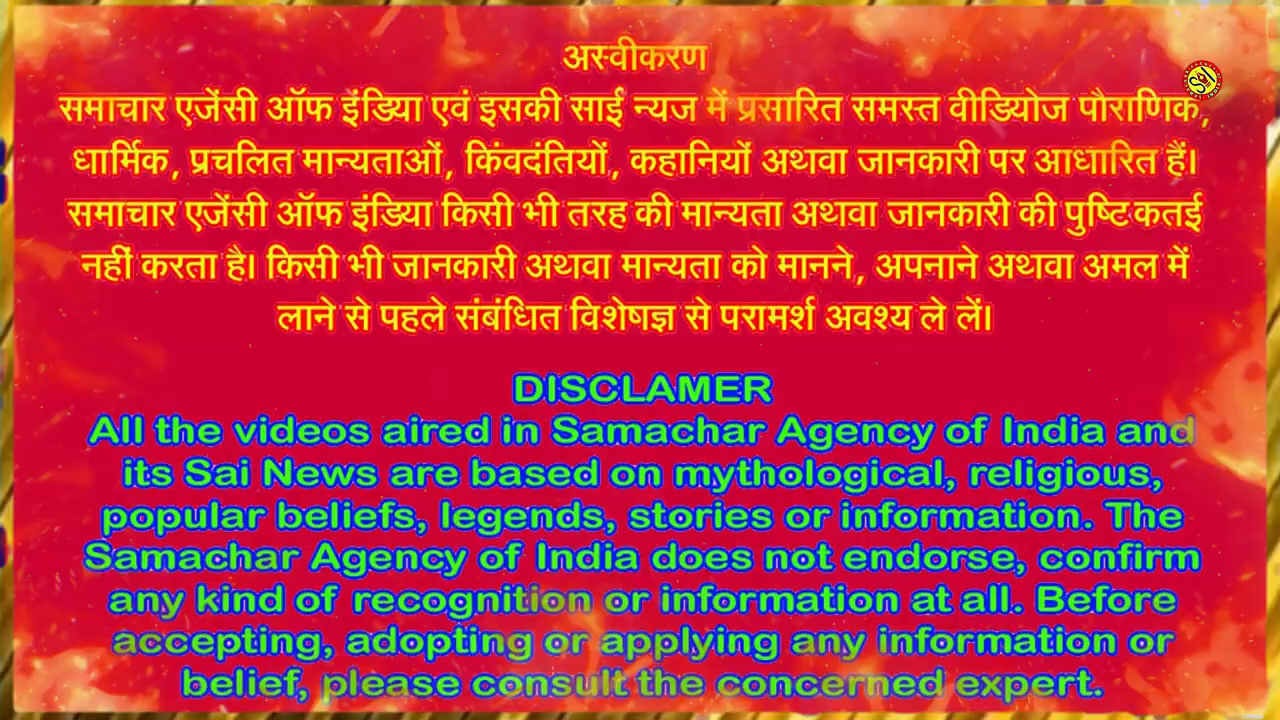 अस्वीकरण
समाचार एजेंसी ऑफ इंडिया एवं इसकी साई न्यज में प्रसारित समस्त वीडियोज पौराणिक,
धार्मिक, प्रचलित मान्यताओं, किंवदंतियों, कहानियों अथवा जानकारी पर आधारित हैं।
समाचार एजेंसी ऑफ इंडिया किसी भी तरह की मान्यता अथवा जानकारी की पुष्टि कतई
नहीं करता है। किसी भी जानकारी अथवा मान्यता को मानने, अपनाने अथवा अमल में
लाने से पहले संबंधित विशेषज्ञ से परामर्श अवश्य ले लें।
DISCLAMER
All the videos aired in Samachar Agency of India and
its Sai News are based on mythological, religious,
popular beliefs, legends, stories or information. The
Samachar Agency of India does not endorse, confirm
any kind of recognition or information at all. Before
accepting, adopting or applying any information or
belief, please consult the concerned expert.